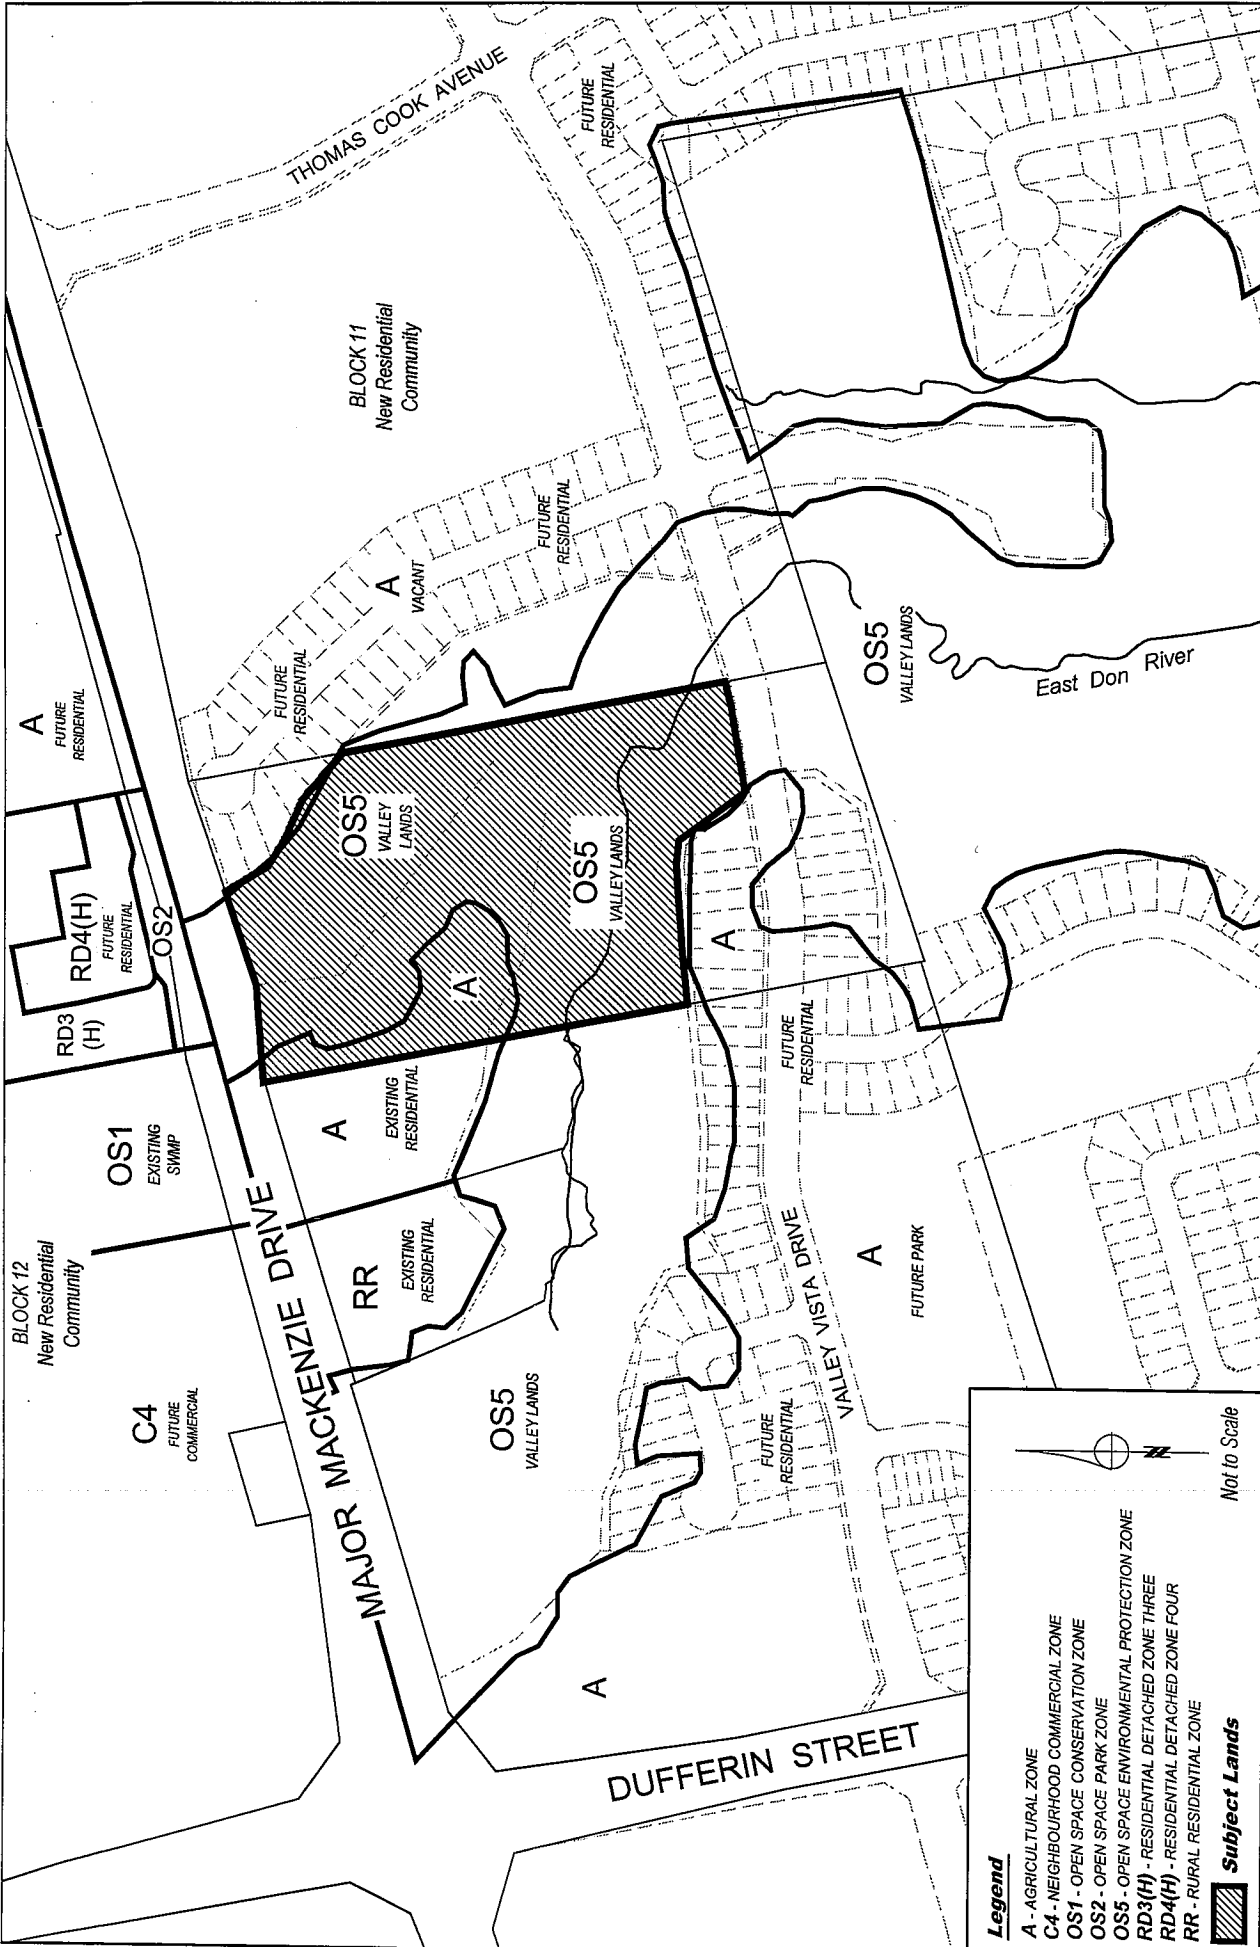 BLOCK 12
New Residential
Community
C4
FUTURE
COMMERCIAL
OS1
EXISTING
SWMP
RD3
(H)
RD4(H)
FUTURE
RESIDENTIAL
OS2
A
FUTURE
RESIDENTIAL
THOMAS COOK AVENUE
BLOCK 11
New Residential
Community
FUTURE
RESIDENTIAL
MAJOR MACKENZIE DRIVE
RR
EXISTING
RESIDENTIAL
A
EXISTING
RESIDENTIAL
OS5
VALLEY
LANDS
A
OS5
VALLEY LANDS
FUTURE
RESIDENTIAL
A
VACANT
FUTURE
RESIDENTIAL
OS5
VALLEY LANDS
A
OS5
VALLEY LANDS
East Don River
A
FUTURE
RESIDENTIAL
FUTURE
RESIDENTIAL
VALLEY VISTA DRIVE
A
FUTURE PARK
DUFFERIN STREET
Legend
A - AGRICULTURAL ZONE
C4 - NEIGHBOURHOOD COMMERCIAL ZONE
OS1 - OPEN SPACE CONSERVATION ZONE
OS2 - OPEN SPACE PARK ZONE
OS5 - OPEN SPACE ENVIRONMENTAL PROTECTION ZONE
RD3(H) - RESIDENTIAL DETACHED ZONE THREE
RD4(H) - RESIDENTIAL DETACHED ZONE FOUR
RR - RURAL RESIDENTIAL ZONE
Subject Lands
N
Not to Scale